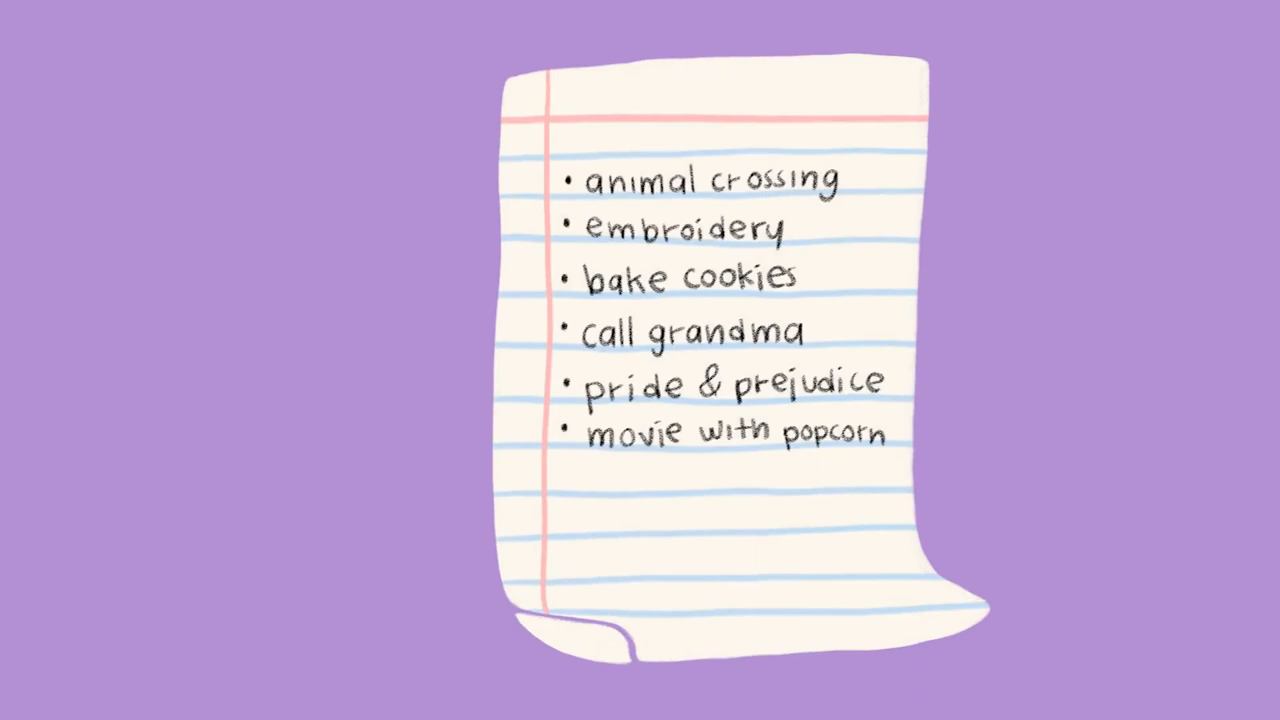 • animal crossing
• embroidery
• bake cookies
• call grandma
• pride & prejudice
• movie with popcorn